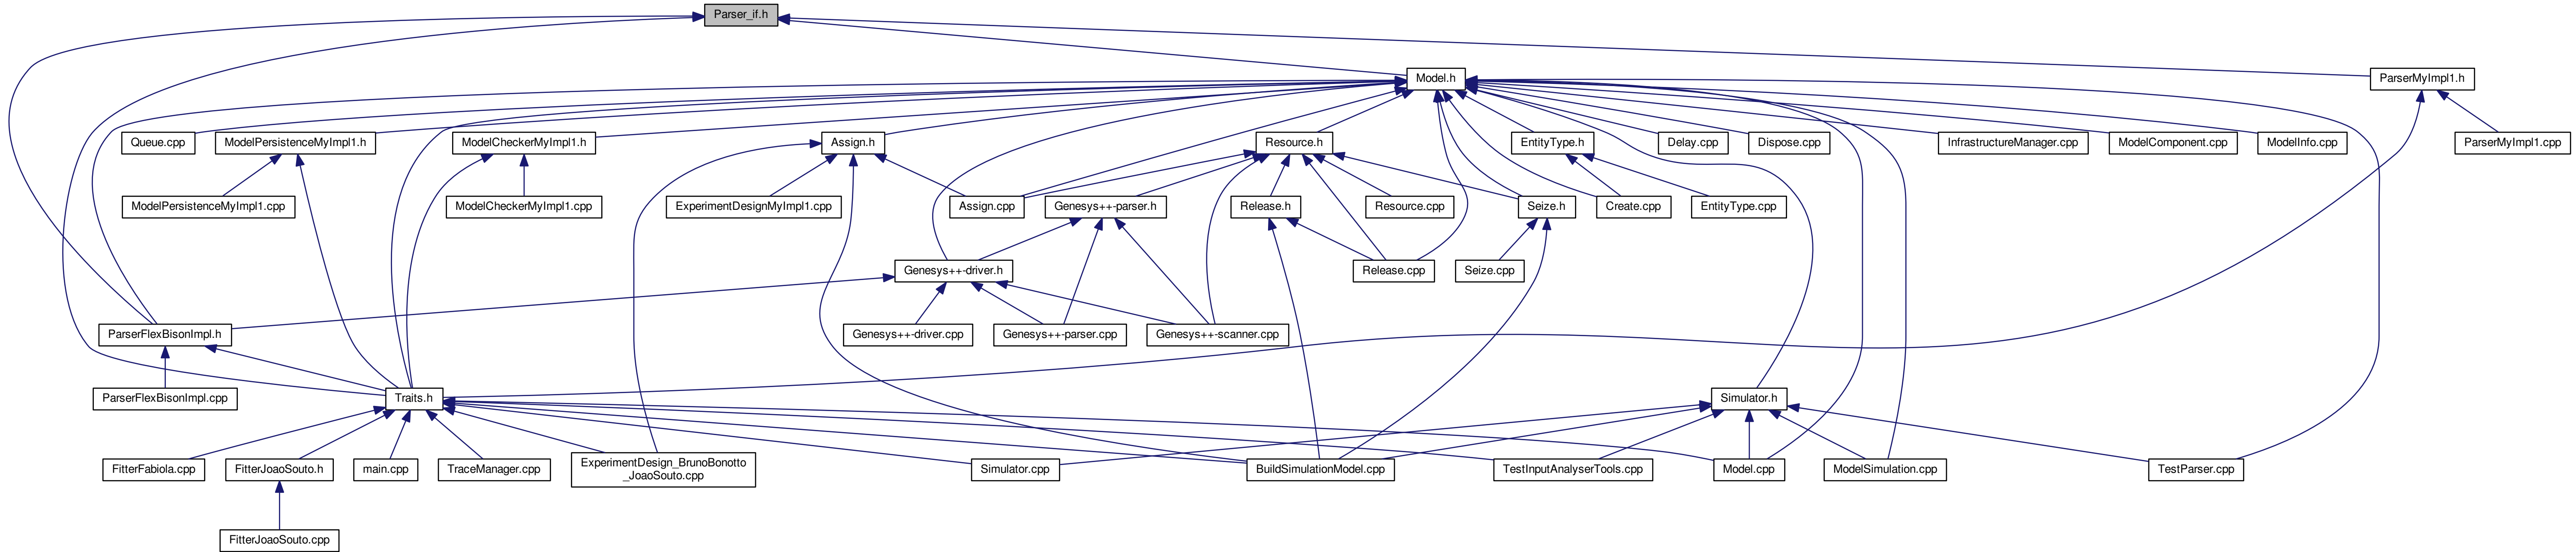 Parser_if.h
Model.h
ParserMyImpl1.h
Queue.cpp
ModelPersistenceMyImpl1.h
ModelCheckerMyImpl1.h
Assign.h
Resource.h
EntityType.h
Delay.cpp
Dispose.cpp
InfrastructureManager.cpp
ModelComponent.cpp
ModelInfo.cpp
ParserMyImpl1.cpp
ModelPersistenceMyImpl1.cpp
ModelCheckerMyImpl1.cpp
ExperimentDesignMyImpl1.cpp
Assign.cpp
Genesys++-parser.h
Release.h
Resource.cpp
Seize.h
Create.cpp
EntityType.cpp
Genesys++-driver.h
Release.cpp
Seize.cpp
ParserFlexBisonImpl.h
Genesys++-driver.cpp
Genesys++-parser.cpp
Genesys++-scanner.cpp
ParserFlexBisonImpl.cpp
Traits.h
Simulator.h
FitterFabiola.cpp
FitterJoaoSouto.h
main.cpp
TraceManager.cpp
ExperimentDesign_BrunoBonotto
_JoaoSouto.cpp
Simulator.cpp
BuildSimulationModel.cpp
TestInputAnalyserTools.cpp
Model.cpp
ModelSimulation.cpp
TestParser.cpp
FitterJoaoSouto.cpp